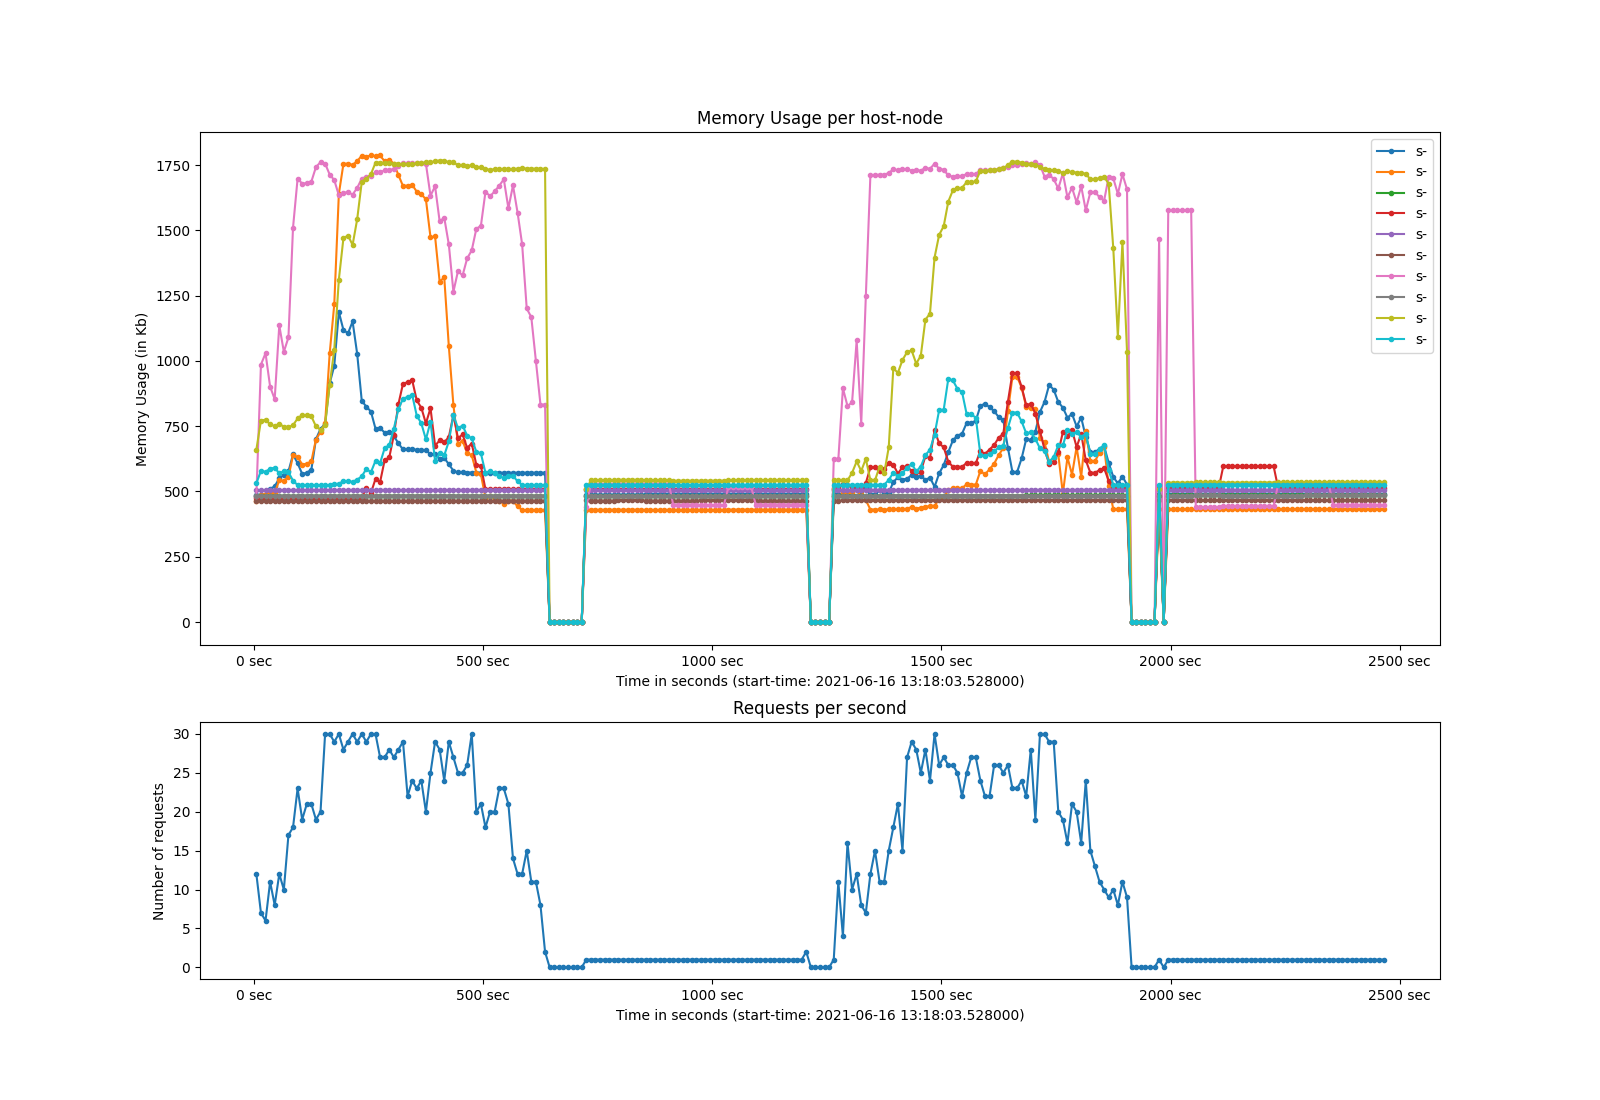 Memory Usage per host-node
Memory Usage (in Kb)
1750
1500
1250
1000
750
500
250
0
s-
s-
s-
s-
s-
s-
s-
s-
s-
s-
0 sec
500 sec
1000 sec
1500 sec
2000 sec
2500 sec
Time in seconds (start-time: 2021-06-16 13:18:03.528000)
Requests per second
Number of requests
30
25
20
15
10
5
0
0 sec
500 sec
1000 sec
1500 sec
2000 sec
2500 sec
Time in seconds (start-time: 2021-06-16 13:18:03.528000)